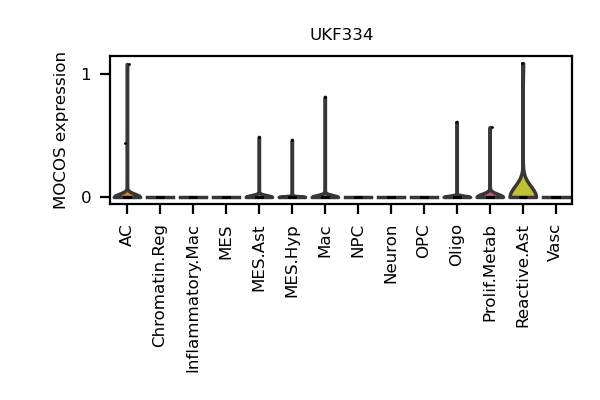 UKF334
MOCOS expression
1
0
AC
Chromatin.Reg
Inflammatory.Mac
MES
MES.Ast
MES.Hyp
Mac
NPC
Neuron
OPC
Oligo
Prolif.Metab
Reactive.Ast
Vasc